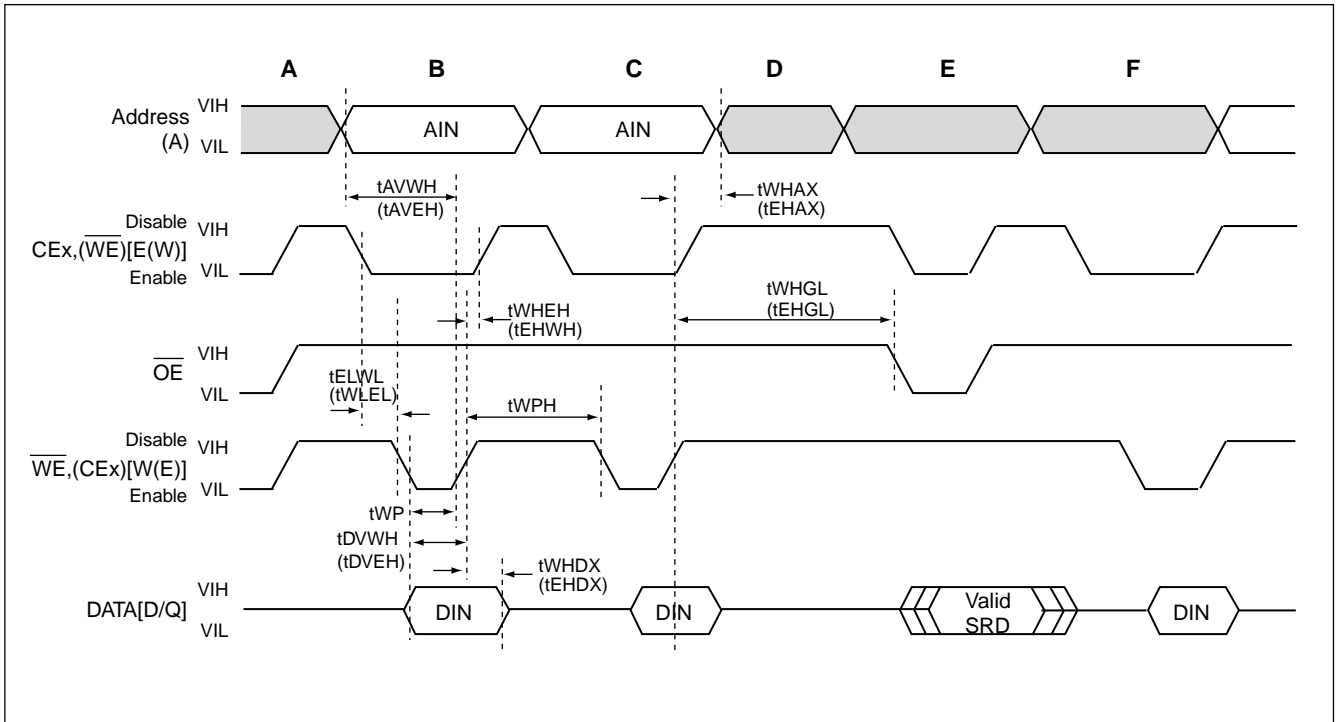 A B C D E F
Address
(A)
VIH
VIL
AIN
AIN
tAVWH
(tAVEH)
tWHAX
(tEHAX)
Disable
CEx,(WE)[E(W)]
Enable
VIH
VIL
tWHEH
(tEHWH)
tWHGL
(tEHGL)
OE
VIH
VIL
tELWL
(tWLEL)
tWPH
Disable
WE,(CEx)[W(E)]
Enable
VIH
VIL
tWP
tDVWH
(tDVEH)
tWHDX
(tEHDX)
DATA[D/Q]
VIH
VIL
DIN
DIN
Valid
SRD
DIN